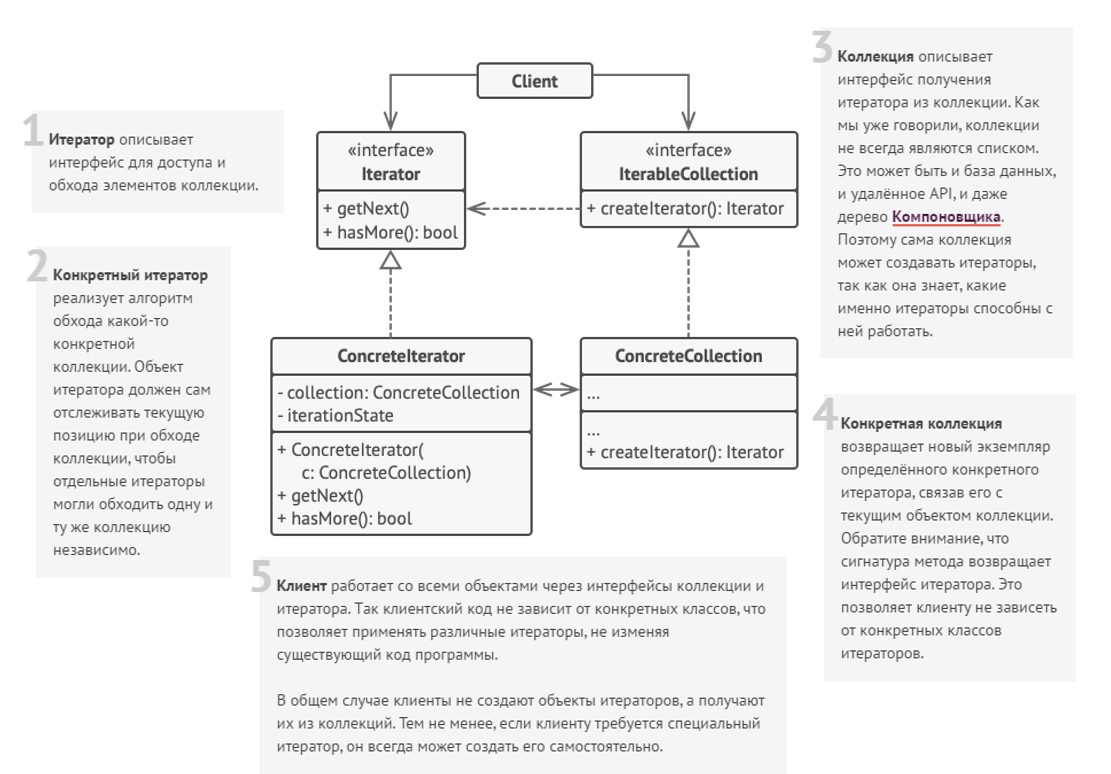 1
Итератор описывает
интерфейс для доступа и
обхода элементов коллекции.
2
Конкретный итератор
реализует алгоритм
обхода какой-то
конкретной
коллекции. Объект
итератора должен сам
отслеживать текущую
позицию при обходе
коллекции, чтобы
отдельные итераторы
могли обходить одну и
ту же коллекцию
независимо.
Client
«interface»
Iterator
+ getNext()
+ hasMore(): bool
«interface»
IterableCollection
+ createIterator(): Iterator
ConcreteIterator
- collection: ConcreteCollection
- iterationState
+ ConcreteIterator(
c: ConcreteCollection)
+ getNext()
+ hasMore(): bool
ConcreteCollection
...
...
+ createIterator(): Iterator
3
Коллекция описывает
интерфейс получения
итератора из коллекции. Как
мы уже говорили, коллекции
не всегда являются списком.
Это может быть и база данных,
и удалённое API, и даже
дерево Компоновщика.
Поэтому сама коллекция
может создавать итераторы,
так как она знает, какие
именно итераторы способны с
ней работать.
4
Конкретная коллекция
возвращает новый экземпляр
определённого конкретного
итератора, связав его с
текущим объектом коллекции.
Обратите внимание, что
сигнатура метода возвращает
интерфейс итератора. Это
позволяет клиенту не зависеть
от конкретных классов
итераторов.
5
Клиент работает со всеми объектами через интерфейсы коллекции и
итератора. Так клиентский код не зависит от конкретных классов, что
позволяет применять различные итераторы, не изменяя
существующий код программы.
В общем случае клиенты не создают объекты итераторов, а получают
их из коллекций. Тем не менее, если клиенту требуется специальный
итератор, он всегда может создать его самостоятельно.